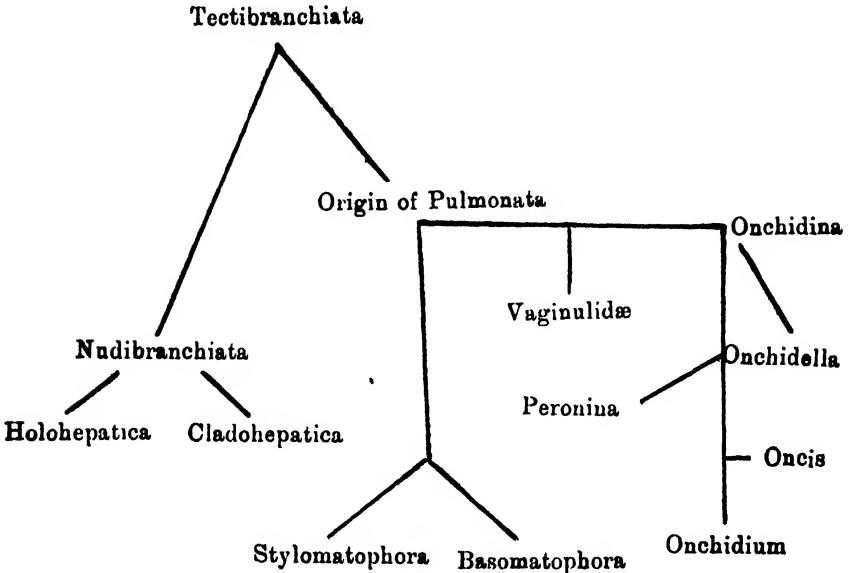 Tectibranchiata
Origin of Pulmonata
Onchidina
Vaginulidæ
Nudibranchiata
Onchidella
Peronina
Holohepatica
Cladohepatica
Oncis
Stylomatophora
Basomatophora
Onchidium